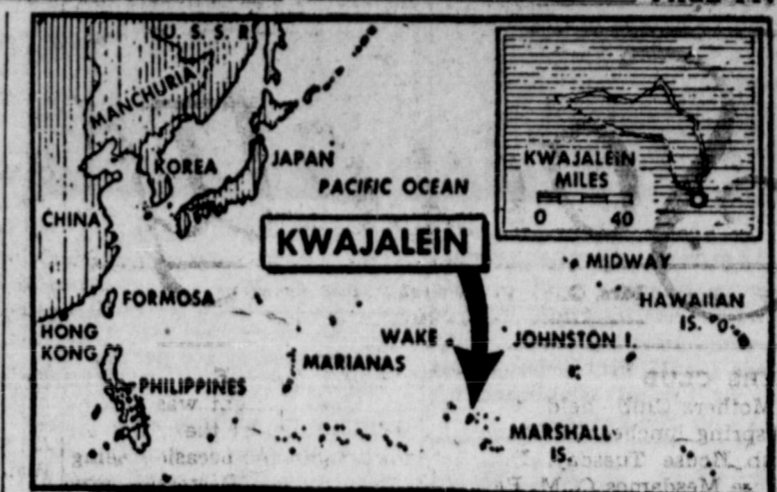 U. S. S. R.
MANCHURIA
KOREA
JAPAN
PACIFIC OCEAN
CHINA
KWAJALEIN
MILES
0 40
KWAJALEIN
MIDWAY
HAWAIIAN
IS.
FORMOSA
HONG
KONG
WAKE
JOHNSTON I.
MARIANAS
PHILIPPINES
MARSHALL
IS.